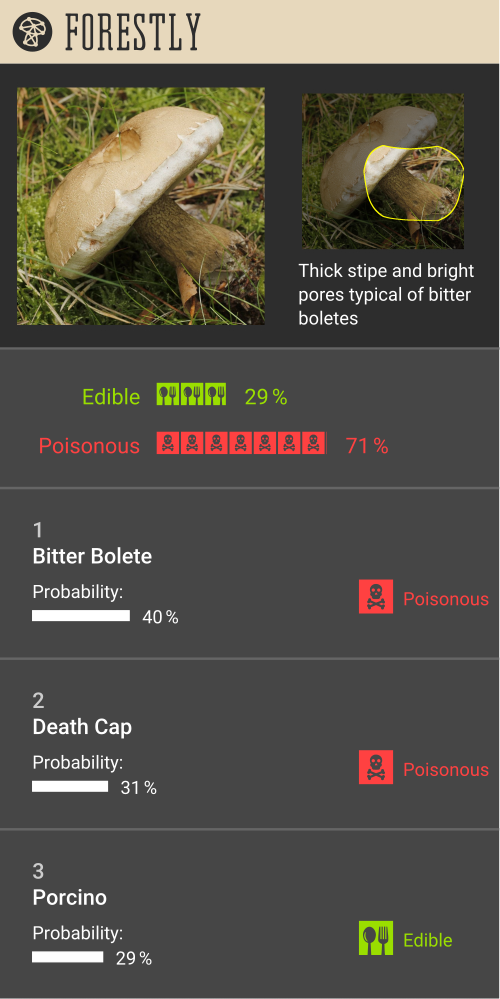 FORESTLY
Thick stipe and bright
pores typical of bitter
boletes
Edible 29 %
Poisonous 71 %
1
Bitter Bolete
Probability:
40 %
Poisonous
2
Death Cap
Probability:
31 %
Poisonous
3
Porcino
Probability:
29 %
Edible